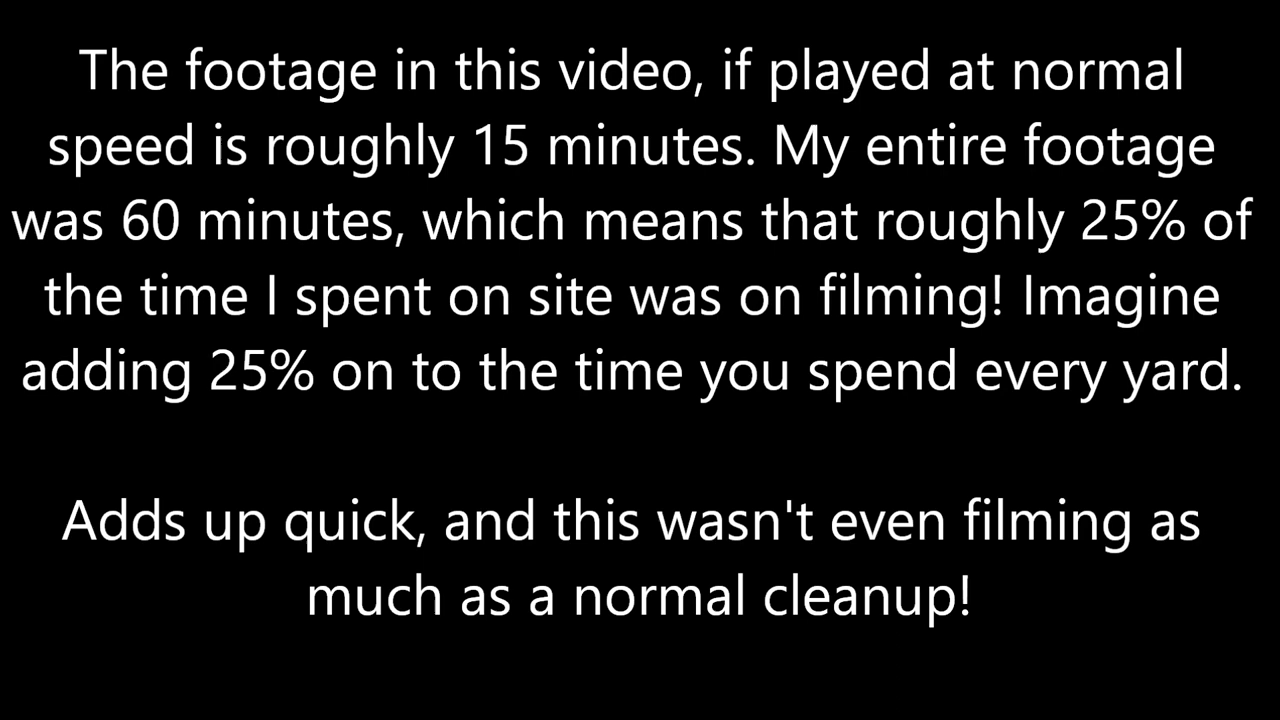 The footage in this video, if played at normal
speed is roughly 15 minutes. My entire footage
was 60 minutes, which means that roughly 25% of
the time I spent on site was on filming! Imagine
adding 25% on to the time you spend every yard.
Adds up quick, and this wasn't even filming as
much as a normal cleanup!